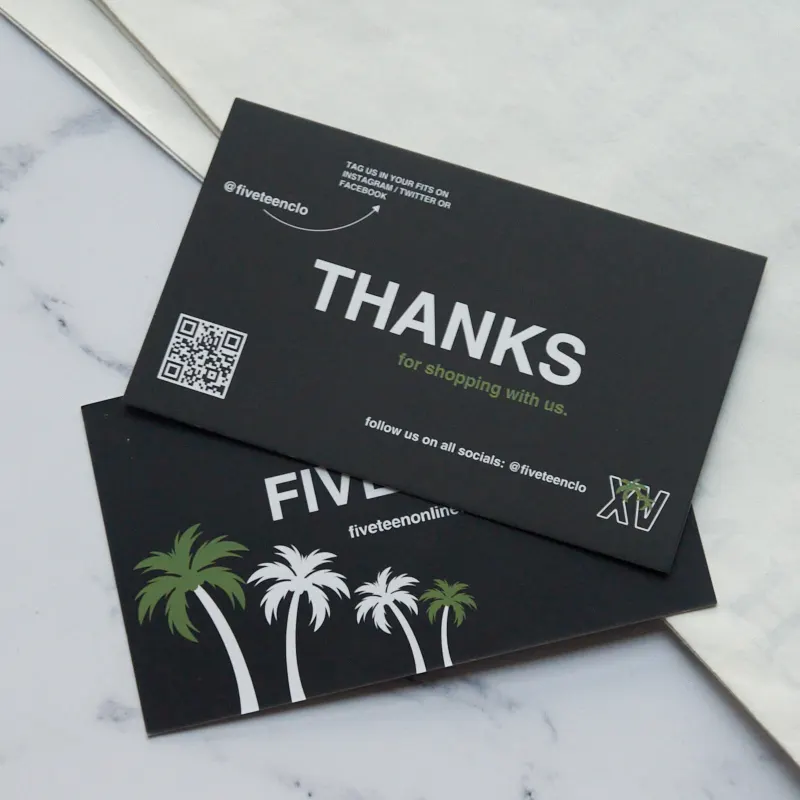 @fiveteenclo
TAG US IN YOUR FITS ON
INSTAGRAM / TWITTER OR
FACEBOOK
THANKS
for shopping with us.
follow us on all socials: @fiveteenclo
XV
fiveteenonline